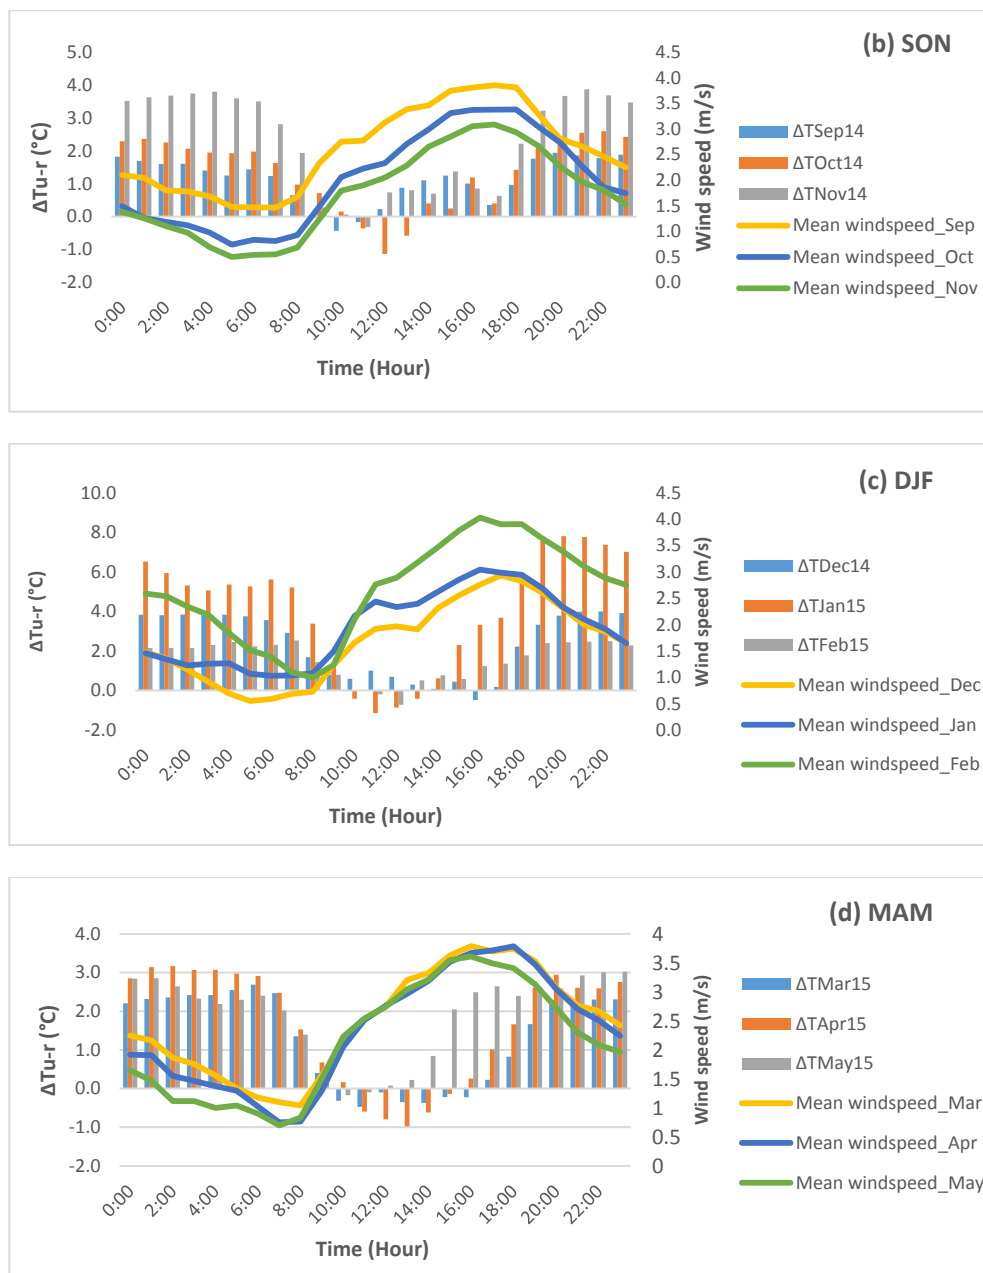 (b) SON
5.0
4.0
3.0
2.0
1.0
0.0
-1.0
-2.0
ΔTu-r (°C)
4.5
4.0
3.5
3.0
2.5
2.0
1.5
1.0
0.5
0.0
Wind speed (m/s)
0:00
2:00
4:00
6:00
8:00
10:00
12:00
14:00
16:00
18:00
20:00
22:00
Time (Hour)
ΔTSep14
ΔTOct14
ΔTNov14
Mean windspeed_Sep
Mean windspeed_Oct
Mean windspeed_Nov
(c) DJF
10.0
8.0
6.0
4.0
2.0
0.0
-2.0
ΔTu-r (°C)
4.5
4.0
3.5
3.0
2.5
2.0
1.5
1.0
0.5
0.0
Wind speed (m/s)
0:00
2:00
4:00
6:00
8:00
10:00
12:00
14:00
16:00
18:00
20:00
22:00
Time (Hour)
ΔTDec14
ΔTJan15
ΔTFeb15
Mean windspeed_Dec
Mean windspeed_Jan
Mean windspeed_Feb
(d) MAM
4.0
3.0
2.0
1.0
0.0
-1.0
-2.0
ΔTu-r (°C)
4
3.5
3
2.5
2
1.5
1
0.5
0
Wind speed (m/s)
0:00
2:00
4:00
6:00
8:00
10:00
12:00
14:00
16:00
18:00
20:00
22:00
Time (Hour)
ΔTMar15
ΔTApr15
ΔTMay15
Mean windspeed_Mar
Mean windspeed_Apr
Mean windspeed_May